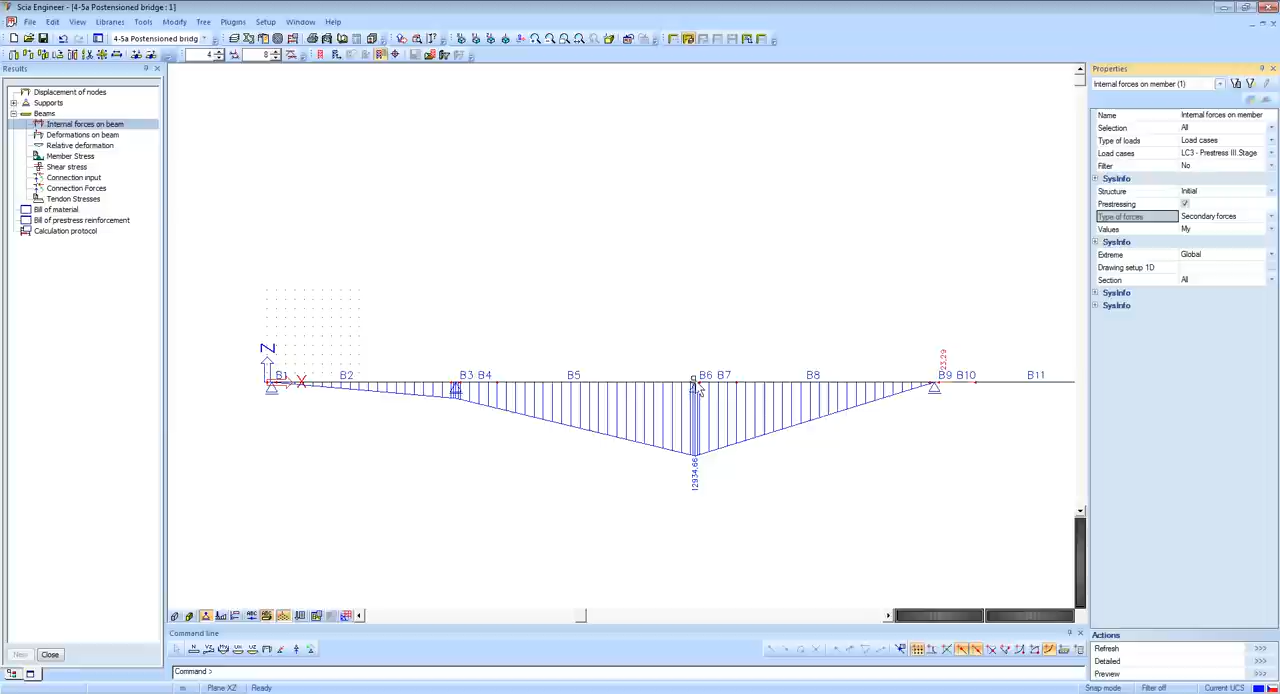 Scia Engineer - [4-5a Postensioned bridge : 1]
File Edit View Libraries Tools Modify Tree Plugins Setup Window Help
4-5a Postensioned bridg
4 8
Results
Displacement of nodes
Supports
Beams
Internal forces on beam
Deformations on beam
Relative deformation
Member Stress
Shear stress
Connection input
Connection Forces
Tendon Stresses
Bill of material
Bill of prestress reinforcement
Calculation protocol
New Close
Z
X
B1 B2 B3 B4 B5 B6 B7 B8 B9 B10 B11
12934.66
Command line
Command >
m Plane XZ Ready
Snap mode Filter off Current UCS
Properties
Internal forces on member (1)
Name Internal forces on member
Selection All
Type of loads Load cases
Load cases LC3 - Prestress III.Stage
Filter No
SysInfo
Structure Initial
Prestressing
Type of forces Secondary forces
Values My
SysInfo
Extreme Global
Drawing setup 1D
Section All
SysInfo
SysInfo
Actions
Refresh >>>
Detailed >>>
Preview >>>